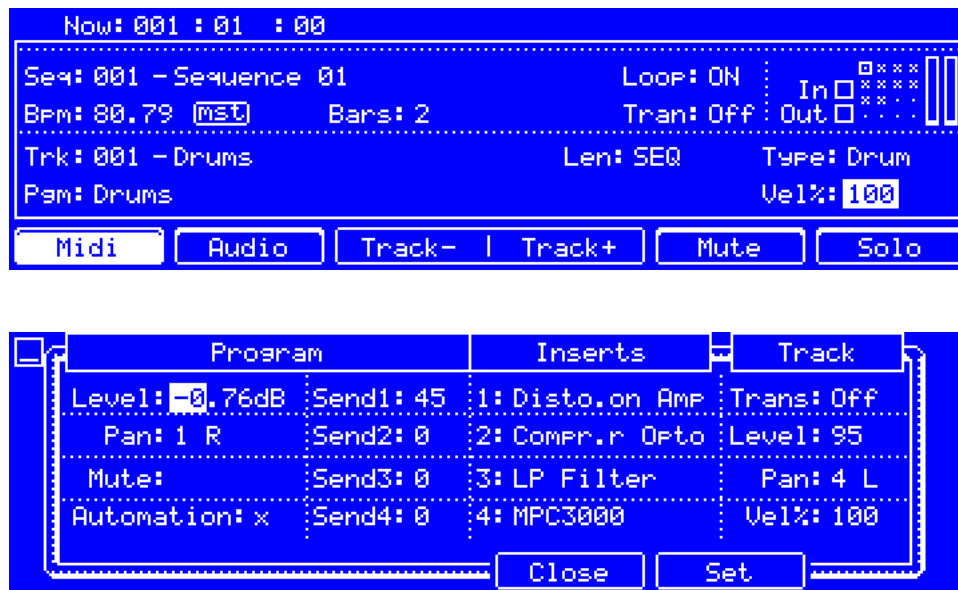 Now: 001 : 01 : 00
Seq: 001 - Sequence 01 Loop: ON In
Bpm: 80.79 mst Bars: 2 Tran: Off Out
Trk: 001 - Drums Len: SEQ Type: Drum
Pgm: Drums Vel%: 100
Midi Audio Track- | Track+ Mute Solo
Program Inserts Track
Level: -0.76dB Send1: 45 1: Disto.on Amp Trans: Off
Pan: 1 R Send2: 0 2: Compr.r Opto Level: 95
Mute: Send3: 0 3: LP Filter Pan: 4 L
Automation: x Send4: 0 4: MPC3000 Vel%: 100
Close Set